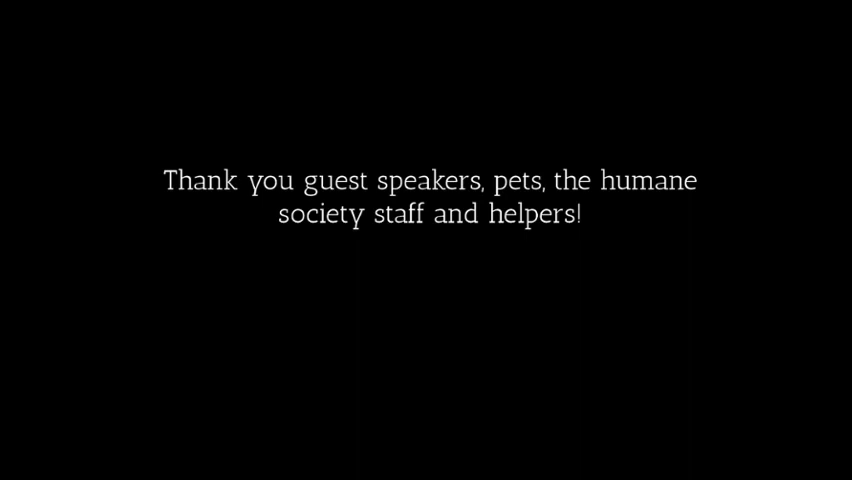 Thank you guest speakers, pets, the humane
society staff and helpers!